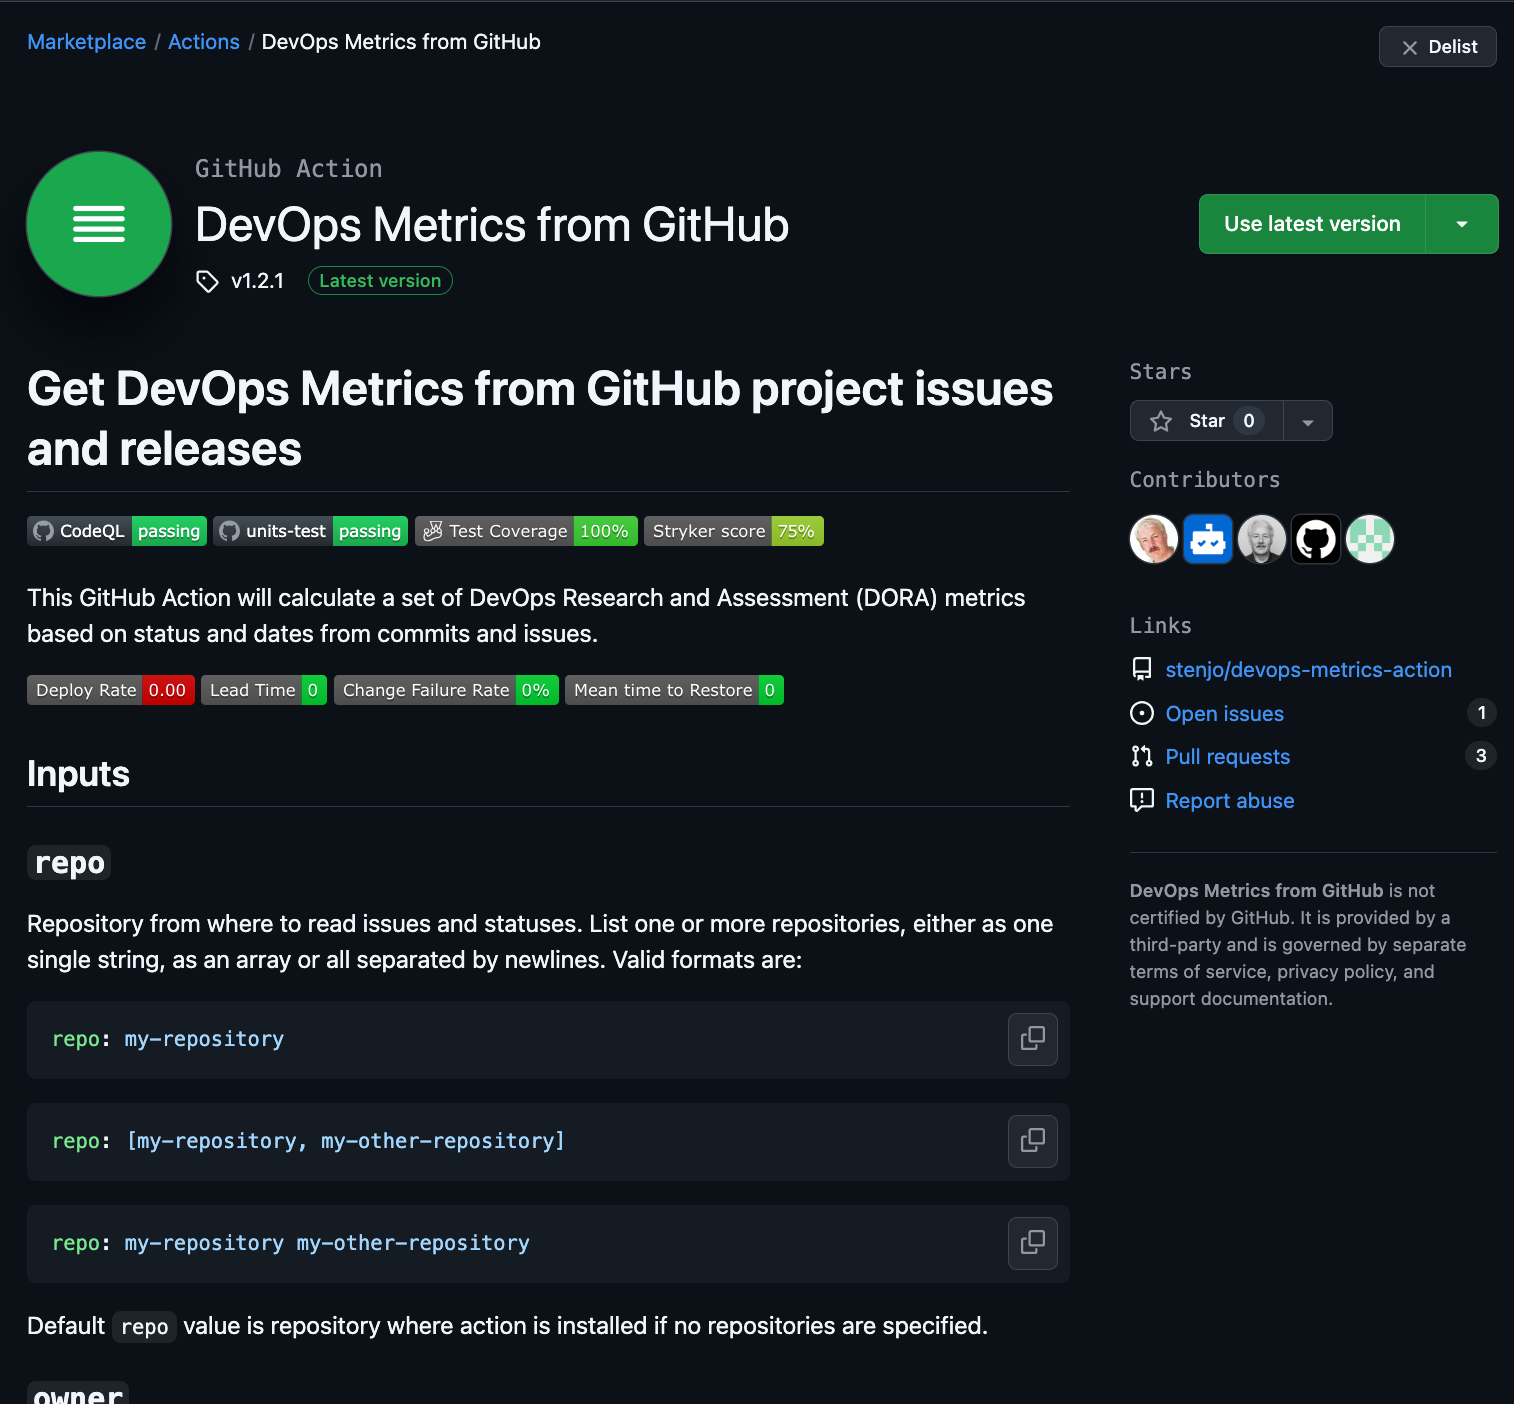 Marketplace / Actions / DevOps Metrics from GitHub
Delist
GitHub Action
DevOps Metrics from GitHub
v1.2.1 Latest version
Use latest version
Get DevOps Metrics from GitHub project issues
and releases
CodeQL passing units-test passing Test Coverage 100% Stryker score 75%
This GitHub Action will calculate a set of DevOps Research and Assessment (DORA) metrics
based on status and dates from commits and issues.
Deploy Rate 0.00 Lead Time 0 Change Failure Rate 0% Mean time to Restore 0
Inputs
repo
Repository from where to read issues and statuses. List one or more repositories, either as one
single string, as an array or all separated by newlines. Valid formats are:
repo: my-repository
repo: [my-repository, my-other-repository]
repo: my-repository my-other-repository
Default repo value is repository where action is installed if no repositories are specified.
owner
Stars
Star 0
Contributors
Links
stenjo/devops-metrics-action
Open issues 1
Pull requests 3
Report abuse
DevOps Metrics from GitHub is not
certified by GitHub. It is provided by a
third-party and is governed by separate
terms of service, privacy policy, and
support documentation.